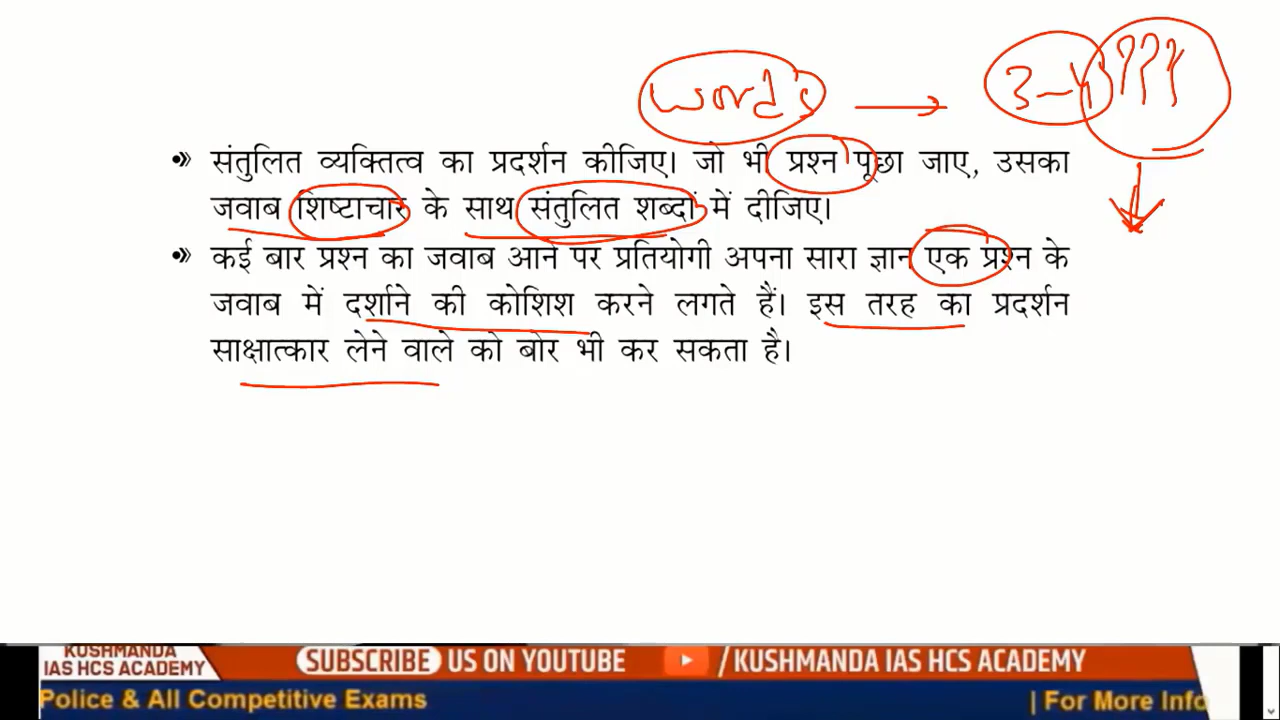 word's → 3-4 ???
संतुलित व्यक्तित्व का प्रदर्शन कीजिए। जो भी प्रश्न पूछा जाए, उसका
जवाब शिष्टाचार के साथ संतुलित शब्दों में दीजिए।
कई बार प्रश्न का जवाब आने पर प्रतियोगी अपना सारा ज्ञान एक प्रश्न के
जवाब में दर्शाने की कोशिश करने लगते हैं। इस तरह का प्रदर्शन
साक्षात्कार लेने वाले को बोर भी कर सकता है।
KUSHMANDA
IAS HCS ACADEMY
SUBSCRIBE US ON YOUTUBE /KUSHMANDA IAS HCS ACADEMY
Police & All Competitive Exams | For More Info